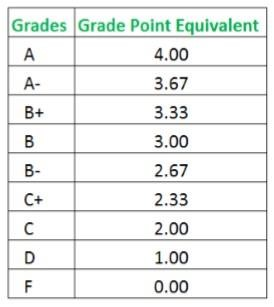 Grades Grade Point Equivalent
A 4.00
A- 3.67
B+ 3.33
B 3.00
B- 2.67
C+ 2.33
C 2.00
D 1.00
F 0.00